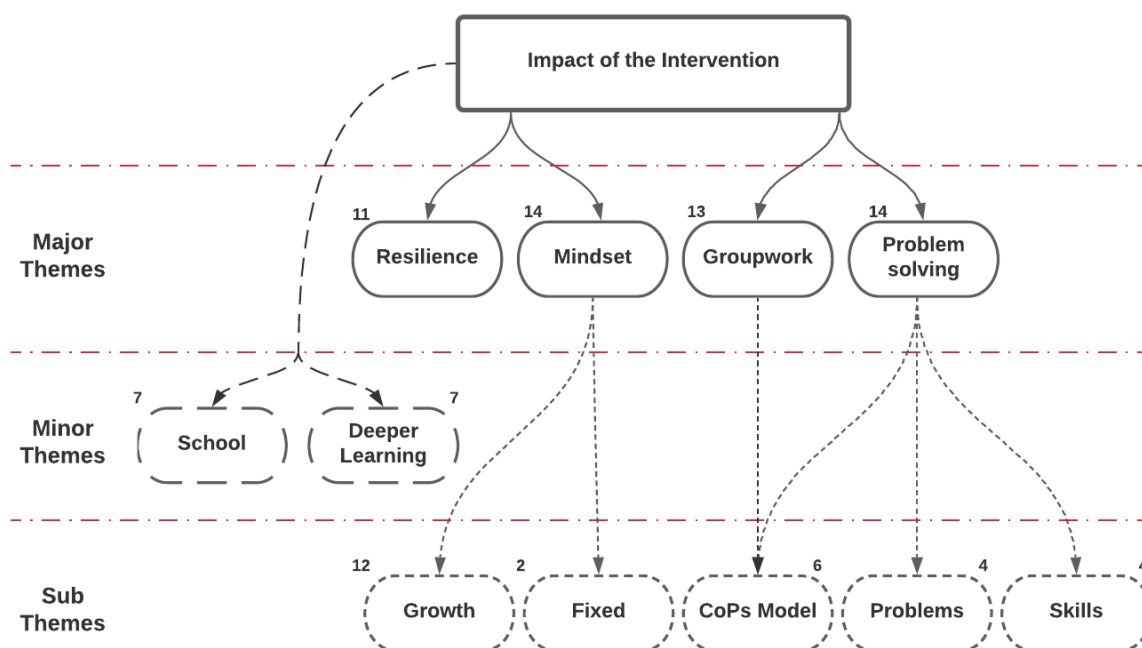 Impact of the Intervention
Major
Themes
11
Resilience
14
Mindset
13
Groupwork
14
Problem
solving
Minor
Themes
7
School
7
Deeper
Learning
Sub
Themes
12
Growth
2
Fixed
6
CoPs Model
4
Problems
4
Skills